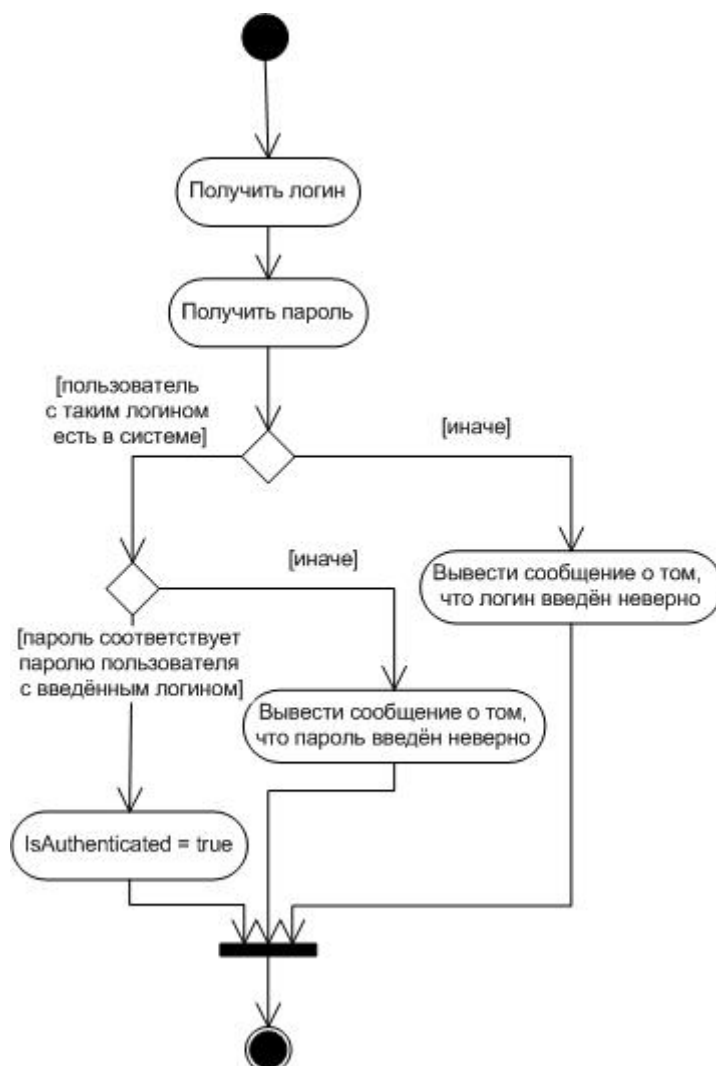 Получить логин
Получить пароль
[пользователь
с таким логином
есть в системе]
[иначе]
[иначе]
Вывести сообщение о том,
что логин введён неверно
[пароль соответствует
паролю пользователя
с введённым логином]
Вывести сообщение о том,
что пароль введён неверно
IsAuthenticated = true